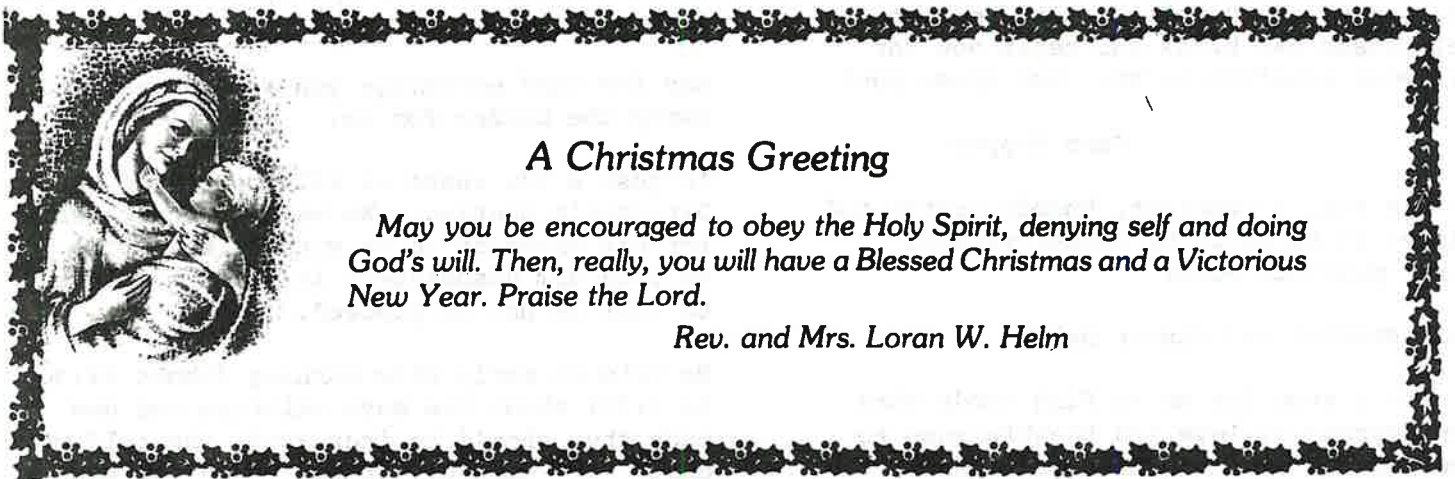 A Christmas Greeting
May you be encouraged to obey the Holy Spirit, denying self and doing
God's will. Then, really, you will have a Blessed Christmas and a Victorious
New Year. Praise the Lord.
Rev. and Mrs. Loran W. Helm